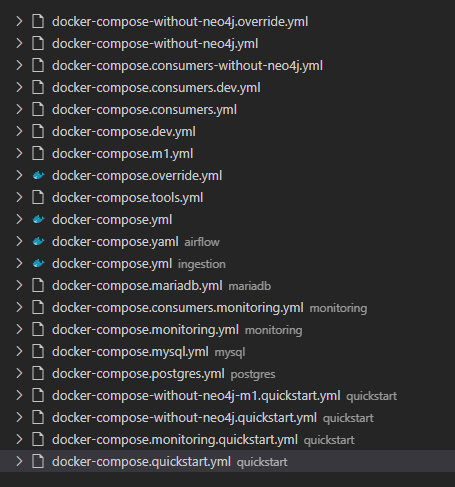 docker-compose-without-neo4j.override.yml
docker-compose-without-neo4j.yml
docker-compose.consumers-without-neo4j.yml
docker-compose.consumers.dev.yml
docker-compose.consumers.yml
docker-compose.dev.yml
docker-compose.m1.yml
docker-compose.override.yml
docker-compose.tools.yml
docker-compose.yml
docker-compose.yaml airflow
docker-compose.yml ingestion
docker-compose.mariadb.yml mariadb
docker-compose.consumers.monitoring.yml monitoring
docker-compose.monitoring.yml monitoring
docker-compose.mysql.yml mysql
docker-compose.postgres.yml postgres
docker-compose-without-neo4j-m1.quickstart.yml quickstart
docker-compose-without-neo4j.quickstart.yml quickstart
docker-compose.monitoring.quickstart.yml quickstart
docker-compose.quickstart.yml quickstart